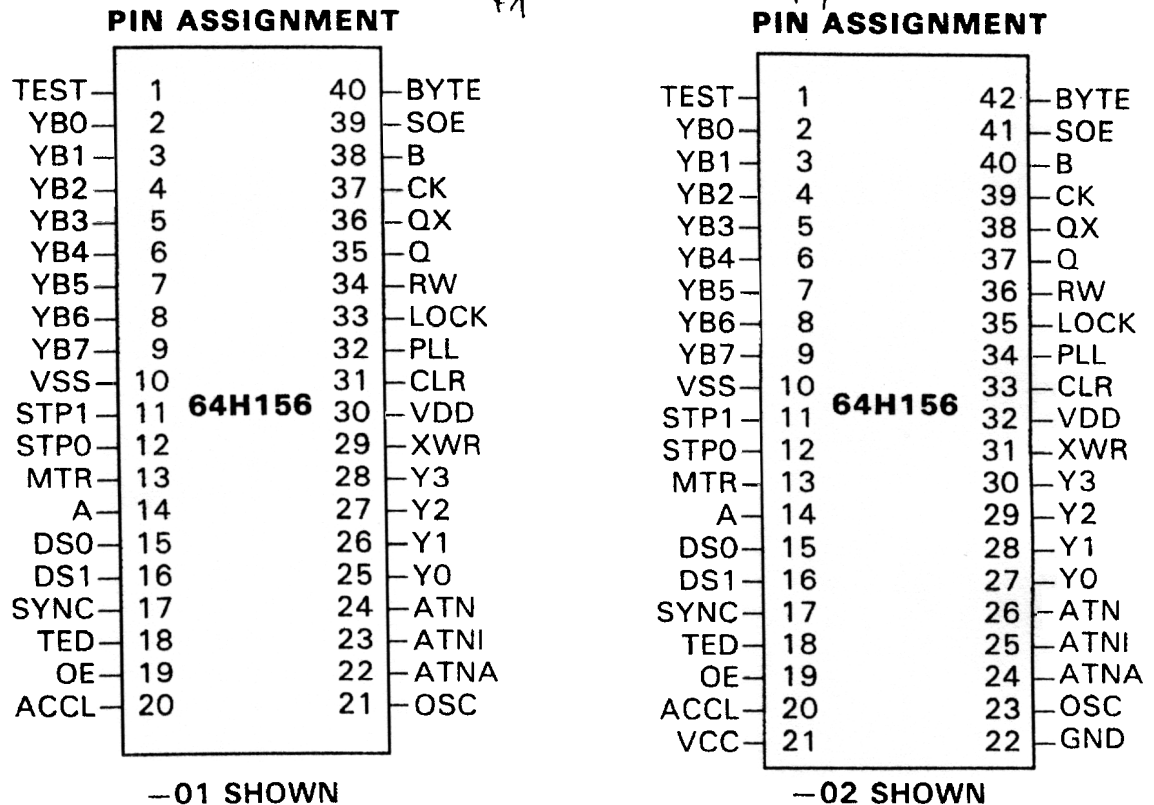 PIN ASSIGNMENT
TEST 1 40 BYTE
YB0 2 39 SOE
YB1 3 38 B
YB2 4 37 CK
YB3 5 36 QX
YB4 6 35 Q
YB5 7 34 RW
YB6 8 33 LOCK
YB7 9 32 PLL
VSS 10 31 CLR
64H156
STP1 11 30 VDD
STP0 12 29 XWR
MTR 13 28 Y3
A 14 27 Y2
DS0 15 26 Y1
DS1 16 25 Y0
SYNC 17 24 ATN
TED 18 23 ATNI
OE 19 22 ATNA
ACCL 20 21 OSC
—01 SHOWN
PIN ASSIGNMENT
TEST 1 42 BYTE
YB0 2 41 SOE
YB1 3 40 B
YB2 4 39 CK
YB3 5 38 QX
YB4 6 37 Q
YB5 7 36 RW
YB6 8 35 LOCK
YB7 9 34 PLL
VSS 10 33 CLR
64H156
STP1 11 32 VDD
STP0 12 31 XWR
MTR 13 30 Y3
A 14 29 Y2
DS0 15 28 Y1
DS1 16 27 Y0
SYNC 17 26 ATN
TED 18 25 ATNI
OE 19 24 ATNA
ACCL 20 23 OSC
VCC 21 22 GND
—02 SHOWN